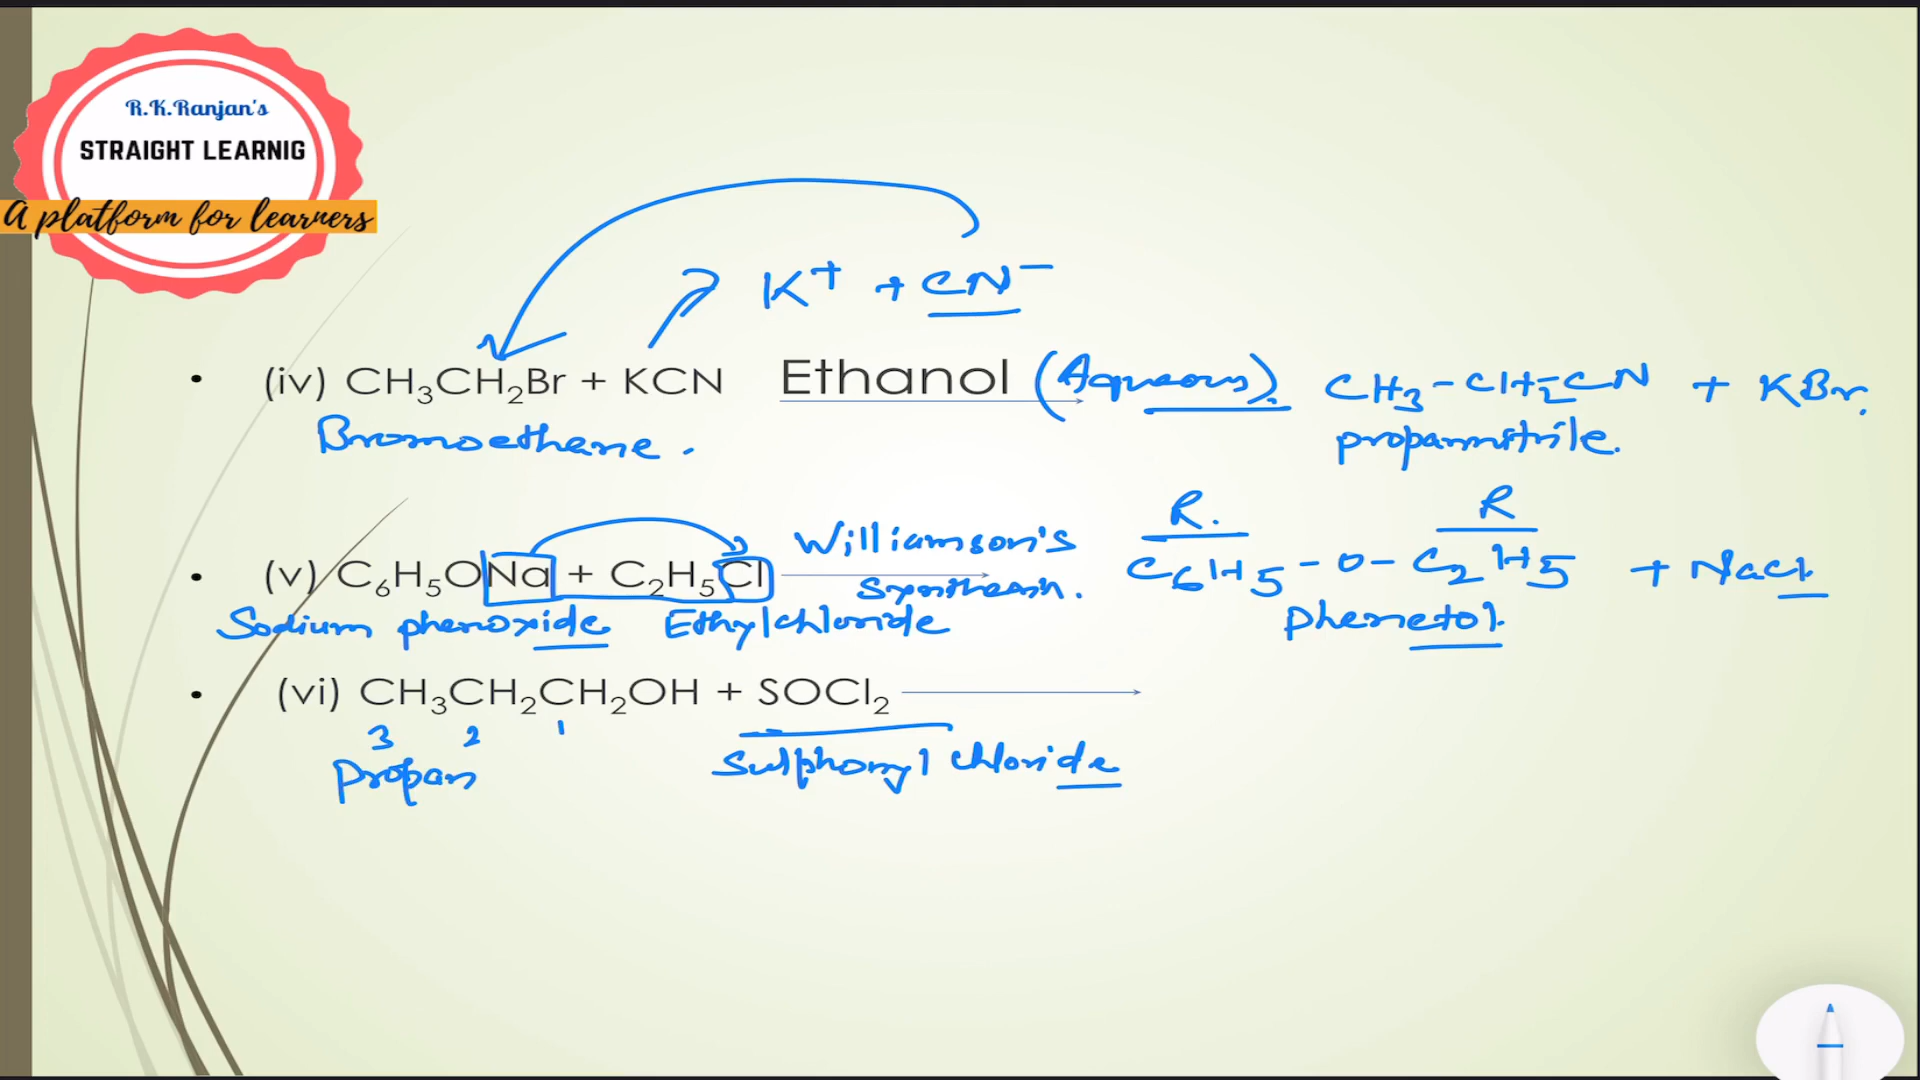 R.K.Ranjan's
STRAIGHT LEARNIG
A platform for learners
K⁺ + CN⁻
• (iv) CH₃CH₂Br + KCN Ethanol (Aqueous) CH₃-CH₂-CN + KBr.
Bromoethane. propannitrile.
R. R
Williamson's
• (v) C₆H₅ONa + C₂H₅Cl C₆H₅-O-C₂H₅ + NaCl
Synthesis.
Sodium phenoxide Ethylchloride Phenetol.
• (vi) CH₃CH₂CH₂OH + SOCl₂
3 2 1
Propan Sulphonyl chloride